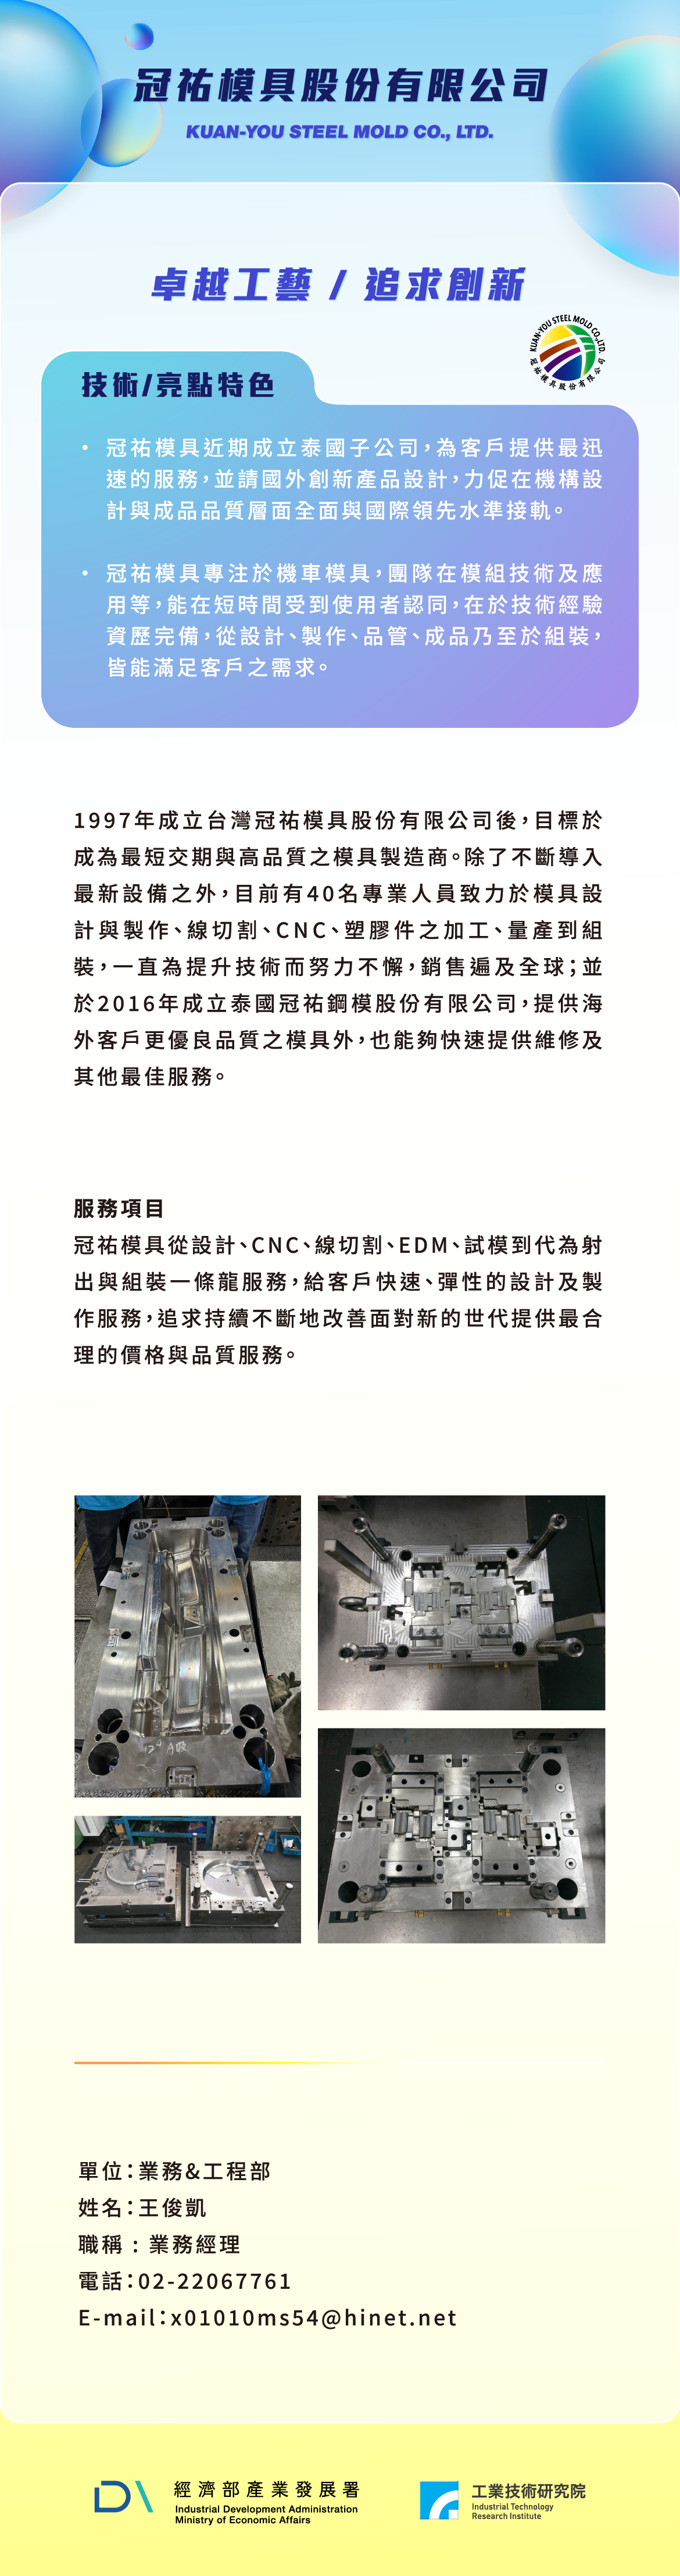 冠祐模具股份有限公司
KUAN-YOU STEEL MOLD CO., LTD.
卓越工藝 / 追求創新
KUAN-YOU STEEL MOLD CO.,LTD.
冠祐模具股份有限公司
技術/亮點特色
• 冠祐模具近期成立泰國子公司,為客戶提供最迅
速的服務,並請國外創新產品設計,力促在機構設
計與成品品質層面全面與國際領先水準接軌。
• 冠祐模具專注於機車模具,團隊在模組技術及應
用等,能在短時間受到使用者認同,在於技術經驗
資歷完備,從設計、製作、品管、成品乃至於組裝,
皆能滿足客戶之需求。
1997年成立台灣冠祐模具股份有限公司後,目標於
成為最短交期與高品質之模具製造商。除了不斷導入
最新設備之外,目前有40名專業人員致力於模具設
計與製作、線切割、CNC、塑膠件之加工、量產到組
裝,一直為提升技術而努力不懈,銷售遍及全球;並
於2016年成立泰國冠祐鋼模股份有限公司,提供海
外客戶更優良品質之模具外,也能夠快速提供維修及
其他最佳服務。
服務項目
冠祐模具從設計、CNC、線切割、EDM、試模到代為射
出與組裝一條龍服務,給客戶快速、彈性的設計及製
作服務,追求持續不斷地改善面對新的世代提供最合
理的價格與品質服務。
單位:業務&工程部
姓名:王俊凱
職稱 : 業務經理
電話:02-22067761
E-mail:x01010ms54@hinet.net
經濟部產業發展署
Industrial Development Administration
Ministry of Economic Affairs
工業技術研究院
Industrial Technology
Research Institute